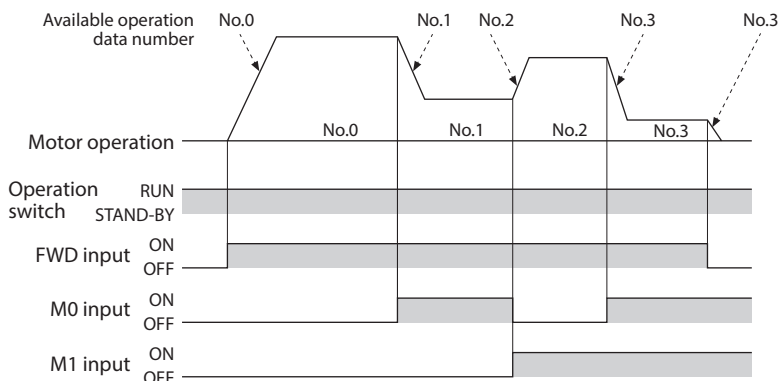 Available operation
data number
No.0
No.1
No.2
No.3
No.3
Motor operation
No.0
No.1
No.2
No.3
Operation
switch
RUN
STAND-BY
FWD input
ON
OFF
M0 input
ON
OFF
M1 input
ON
OFF